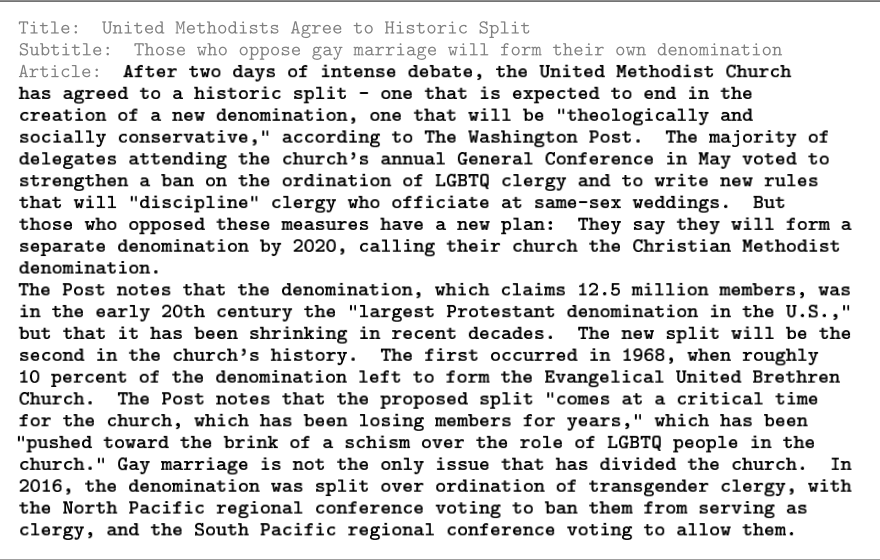 Title: United Methodists Agree to Historic Split
Subtitle: Those who oppose gay marriage will form their own denomination
Article: After two days of intense debate, the United Methodist Church
has agreed to a historic split - one that is expected to end in the
creation of a new denomination, one that will be "theologically and
socially conservative," according to The Washington Post. The majority of
delegates attending the church's annual General Conference in May voted to
strengthen a ban on the ordination of LGBTQ clergy and to write new rules
that will "discipline" clergy who officiate at same-sex weddings. But
those who opposed these measures have a new plan: They say they will form a
separate denomination by 2020, calling their church the Christian Methodist
denomination.
The Post notes that the denomination, which claims 12.5 million members, was
in the early 20th century the "largest Protestant denomination in the U.S.,"
but that it has been shrinking in recent decades. The new split will be the
second in the church's history. The first occurred in 1968, when roughly
10 percent of the denomination left to form the Evangelical United Brethren
Church. The Post notes that the proposed split "comes at a critical time
for the church, which has been losing members for years," which has been
"pushed toward the brink of a schism over the role of LGBTQ people in the
church." Gay marriage is not the only issue that has divided the church. In
2016, the denomination was split over ordination of transgender clergy, with
the North Pacific regional conference voting to ban them from serving as
clergy, and the South Pacific regional conference voting to allow them.